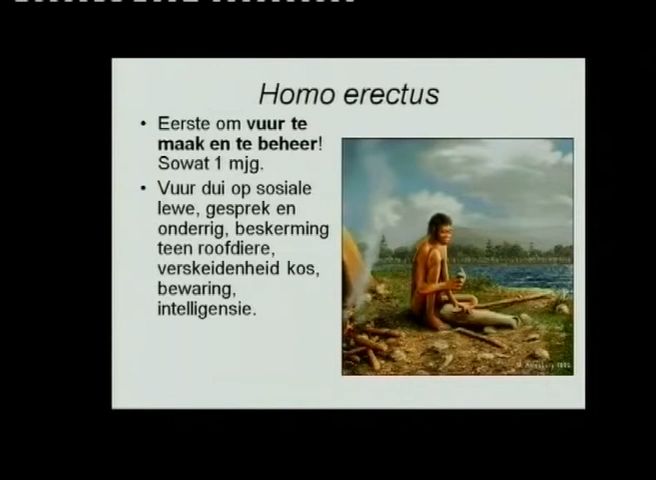 Homo erectus
• Eerste om vuur te
maak en te beheer!
Sowat 1 mjg.
• Vuur dui op sosiale
lewe, gesprek en
onderrig, beskerming
teen roofdiere,
verskeidenheid kos,
bewaring,
intelligensie.